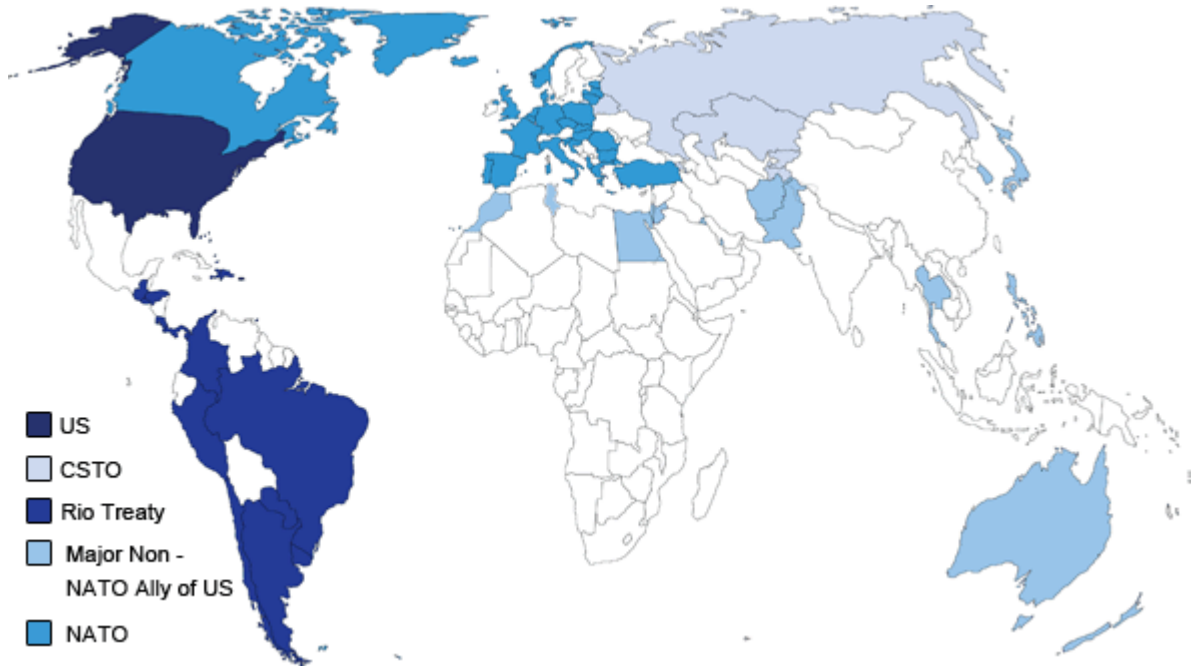 US
CSTO
Rio Treaty
Major Non -
NATO Ally of US
NATO